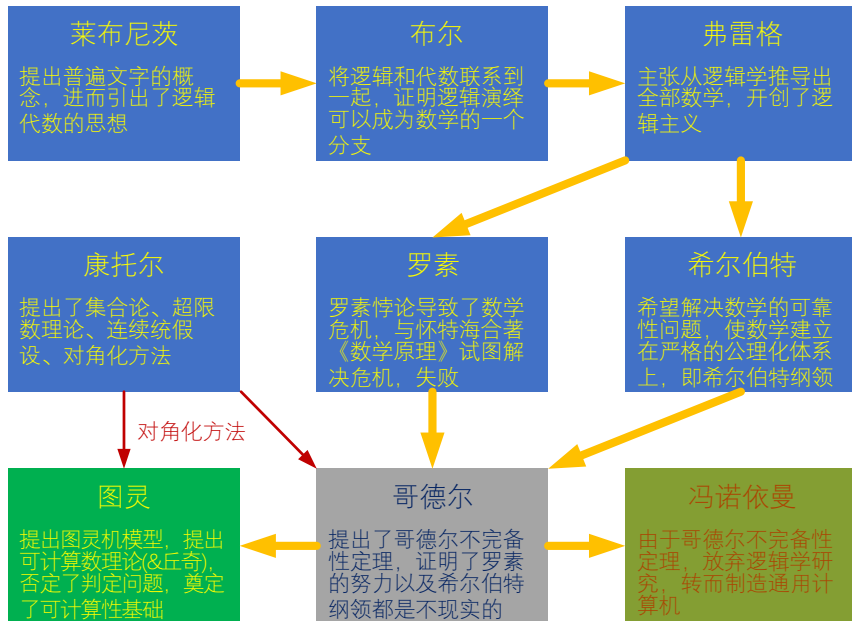 莱布尼茨
提出普遍文字的概
念，进而引出了逻辑
代数的思想
布尔
将逻辑和代数联系到
一起，证明逻辑演绎
可以成为数学的一个
分支
弗雷格
主张从逻辑学推导出
全部数学，开创了逻
辑主义
康托尔
提出了集合论、超限
数理论、连续统假
设、对角化方法
罗素
罗素悖论导致了数学
危机，与怀特海合著
《数学原理》试图解
决危机，失败
希尔伯特
希望解决数学的可靠
性问题，使数学建立
在严格的公理化体系
上，即希尔伯特纲领
对角化方法
图灵
提出图灵机模型，提出
可计算数理论(&丘奇)，
否定了判定问题，奠定
了可计算性基础
哥德尔
提出了哥德尔不完备
性定理，证明了罗素
的努力以及希尔伯特
纲领都是不现实的
冯诺依曼
由于哥德尔不完备性
定理，放弃逻辑学研
究，转而制造通用计
算机